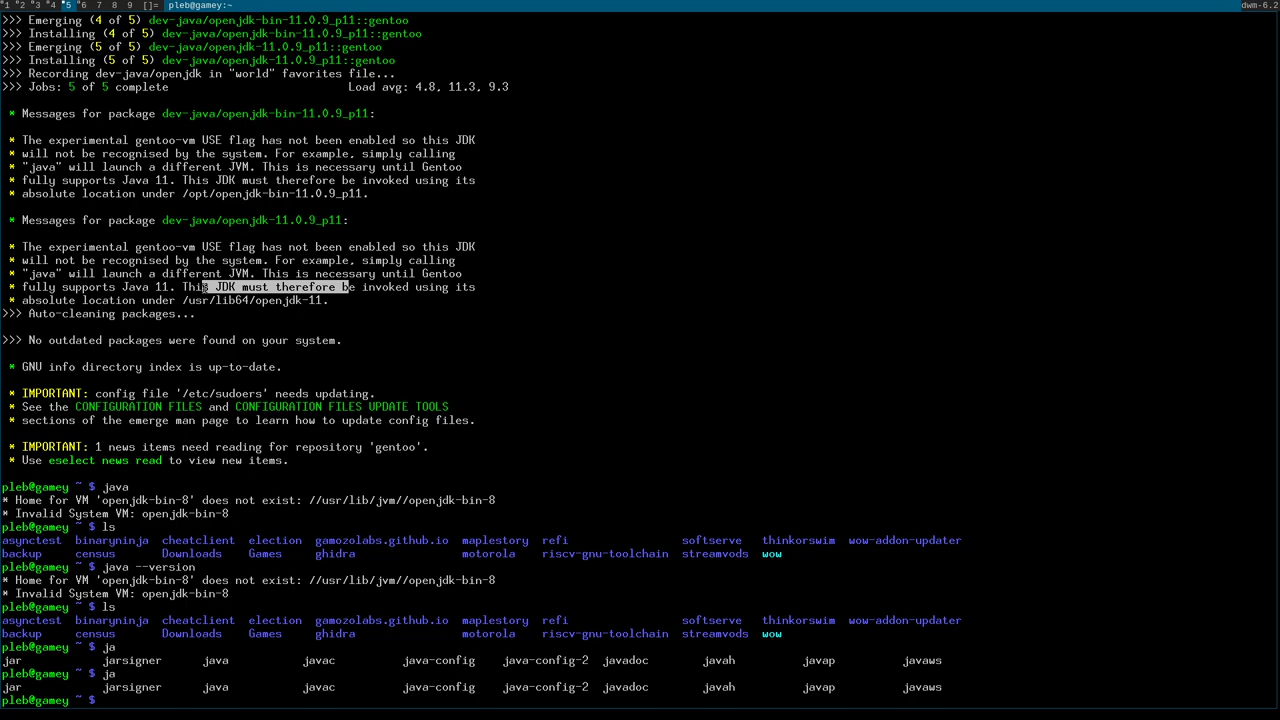 1 2 3 4 5 6 7 8 9 []= pleb@gamey:~ dwm-6.2
>>> Emerging (4 of 5) dev-java/openjdk-bin-11.0.9_p11::gentoo
>>> Installing (4 of 5) dev-java/openjdk-bin-11.0.9_p11::gentoo
>>> Emerging (5 of 5) dev-java/openjdk-11.0.9_p11::gentoo
>>> Installing (5 of 5) dev-java/openjdk-11.0.9_p11::gentoo
>>> Recording dev-java/openjdk in "world" favorites file...
>>> Jobs: 5 of 5 complete Load avg: 4.8, 11.3, 9.3
* Messages for package dev-java/openjdk-bin-11.0.9_p11:
* The experimental gentoo-vm USE flag has not been enabled so this JDK
* will not be recognised by the system. For example, simply calling
* "java" will launch a different JVM. This is necessary until Gentoo
* fully supports Java 11. This JDK must therefore be invoked using its
* absolute location under /opt/openjdk-bin-11.0.9_p11.
* Messages for package dev-java/openjdk-11.0.9_p11:
* The experimental gentoo-vm USE flag has not been enabled so this JDK
* will not be recognised by the system. For example, simply calling
* "java" will launch a different JVM. This is necessary until Gentoo
* fully supports Java 11. This JDK must therefore be invoked using its
* absolute location under /usr/lib64/openjdk-11.
>>> Auto-cleaning packages...
>>> No outdated packages were found on your system.
* GNU info directory index is up-to-date.
* IMPORTANT: config file '/etc/sudoers' needs updating.
* See the CONFIGURATION FILES and CONFIGURATION FILES UPDATE TOOLS
* sections of the emerge man page to learn how to update config files.
* IMPORTANT: 1 news items need reading for repository 'gentoo'.
* Use eselect news read to view new items.
pleb@gamey ~ $ java
* Home for VM 'openjdk-bin-8' does not exist: //usr/lib/jvm//openjdk-bin-8
* Invalid System VM: openjdk-bin-8
pleb@gamey ~ $ ls
asynctest binaryninja cheatclient election gamozolabs.github.io maplestory refi softserve thinkorswim wow-addon-updater
backup census Downloads Games ghidra motorola riscv-gnu-toolchain streamvods wow
pleb@gamey ~ $ java --version
* Home for VM 'openjdk-bin-8' does not exist: //usr/lib/jvm//openjdk-bin-8
* Invalid System VM: openjdk-bin-8
pleb@gamey ~ $ ls
asynctest binaryninja cheatclient election gamozolabs.github.io maplestory refi softserve thinkorswim wow-addon-updater
backup census Downloads Games ghidra motorola riscv-gnu-toolchain streamvods wow
pleb@gamey ~ $ ja
jar jarsigner java javac java-config java-config-2 javadoc javah javap javaws
pleb@gamey ~ $ ja
jar jarsigner java javac java-config java-config-2 javadoc javah javap javaws
pleb@gamey ~ $